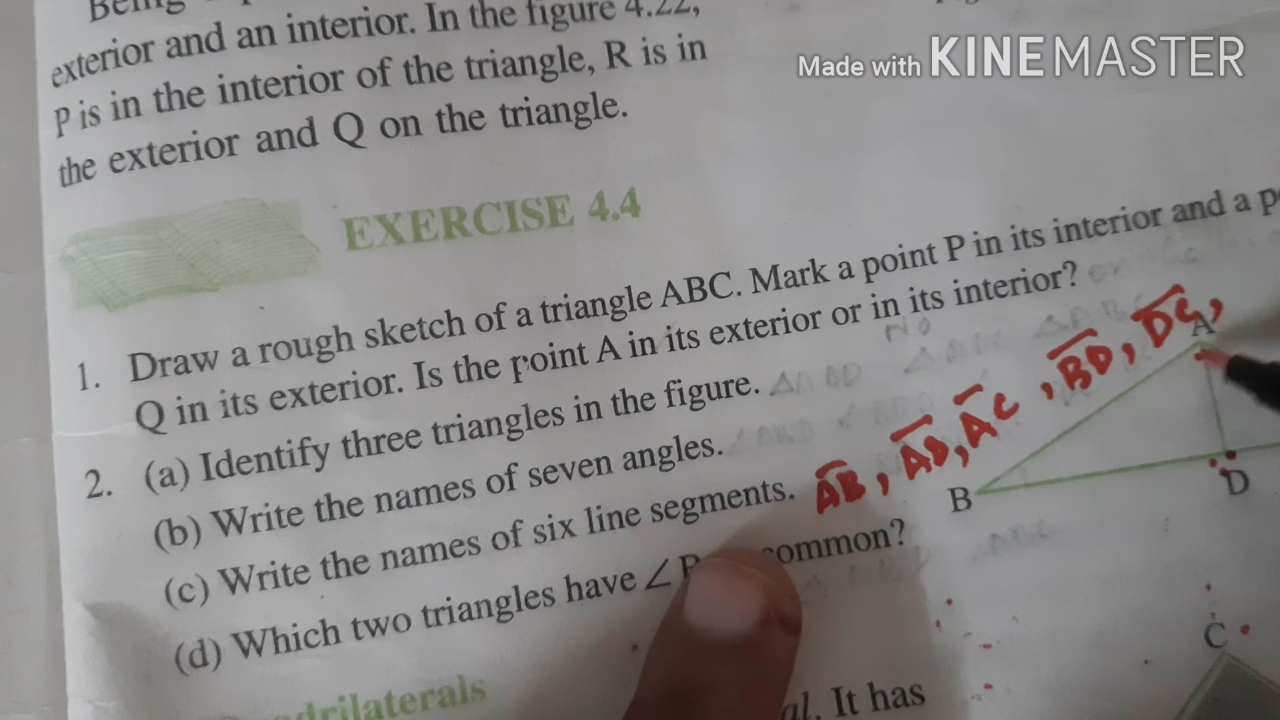 Made with KINEMASTER
exterior and an interior. In the figure 4.22,
P is in the interior of the triangle, R is in
the exterior and Q on the triangle.
EXERCISE 4.4
1. Draw a rough sketch of a triangle ABC. Mark a point P in its interior and a
Q in its exterior. Is the point A in its exterior or in its interior?
2. (a) Identify three triangles in the figure.
(b) Write the names of seven angles.
(c) Write the names of six line segments. AB, AD, AC, BD, DC,
(d) Which two triangles have ∠ common?
A
B
D
C
It has